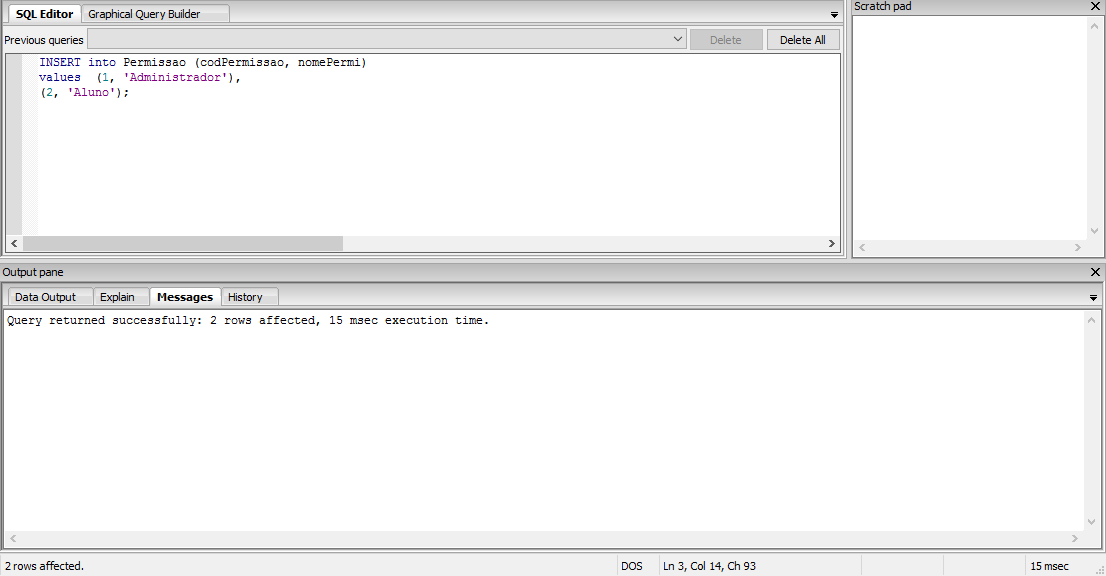 SQL Editor Graphical Query Builder
Previous queries Delete Delete All
INSERT into Permissao (codPermissao, nomePermi)
values  (1, 'Administrador'),
(2, 'Aluno');
Scratch pad
Output pane
Data Output Explain Messages History
Query returned successfully: 2 rows affected, 15 msec execution time.
2 rows affected. DOS Ln 3, Col 14, Ch 93 15 msec